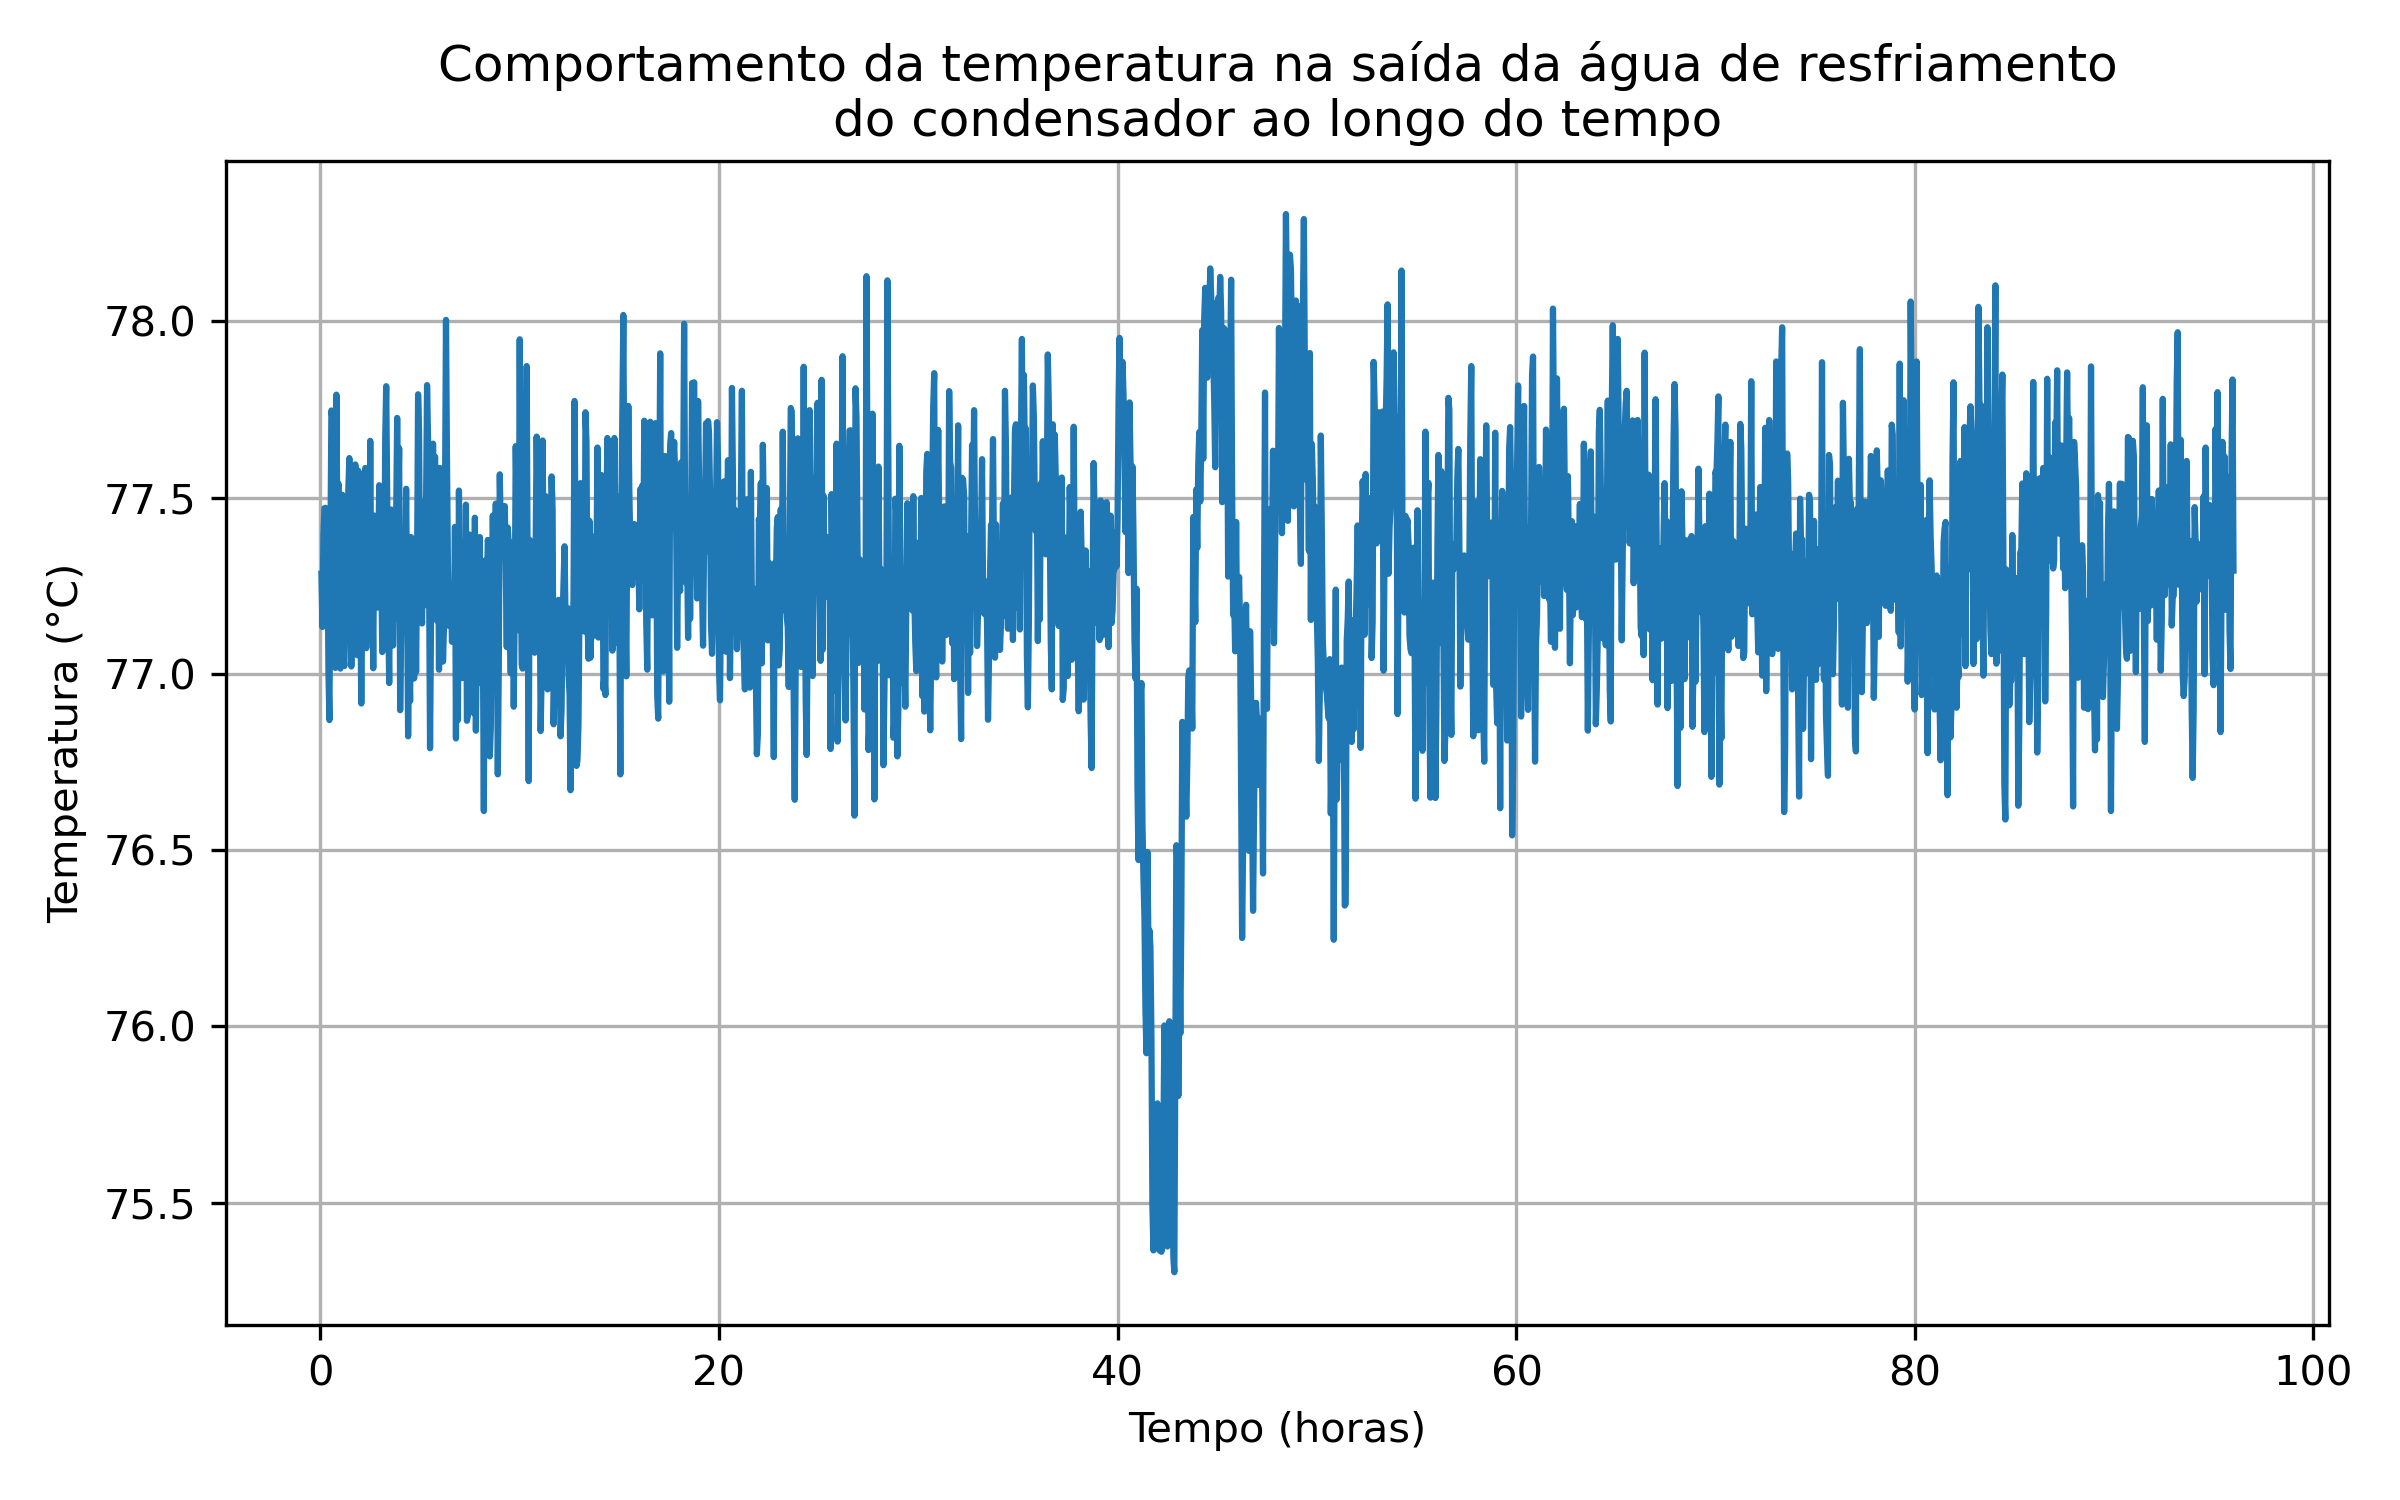 Comportamento da temperatura na saída da água de resfriamento
do condensador ao longo do tempo
Temperatura (°C)
78.0
77.5
77.0
76.5
76.0
75.5
0 20 40 60 80 100
Tempo (horas)